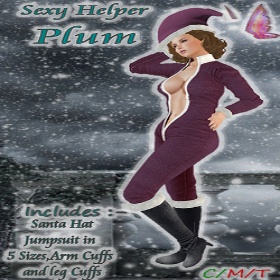 Sexy Helper
Plum
Includes :-
Santa Hat
Jumpsuit in
5 Sizes,Arm Cuffs
and leg Cuffs
C/M/T